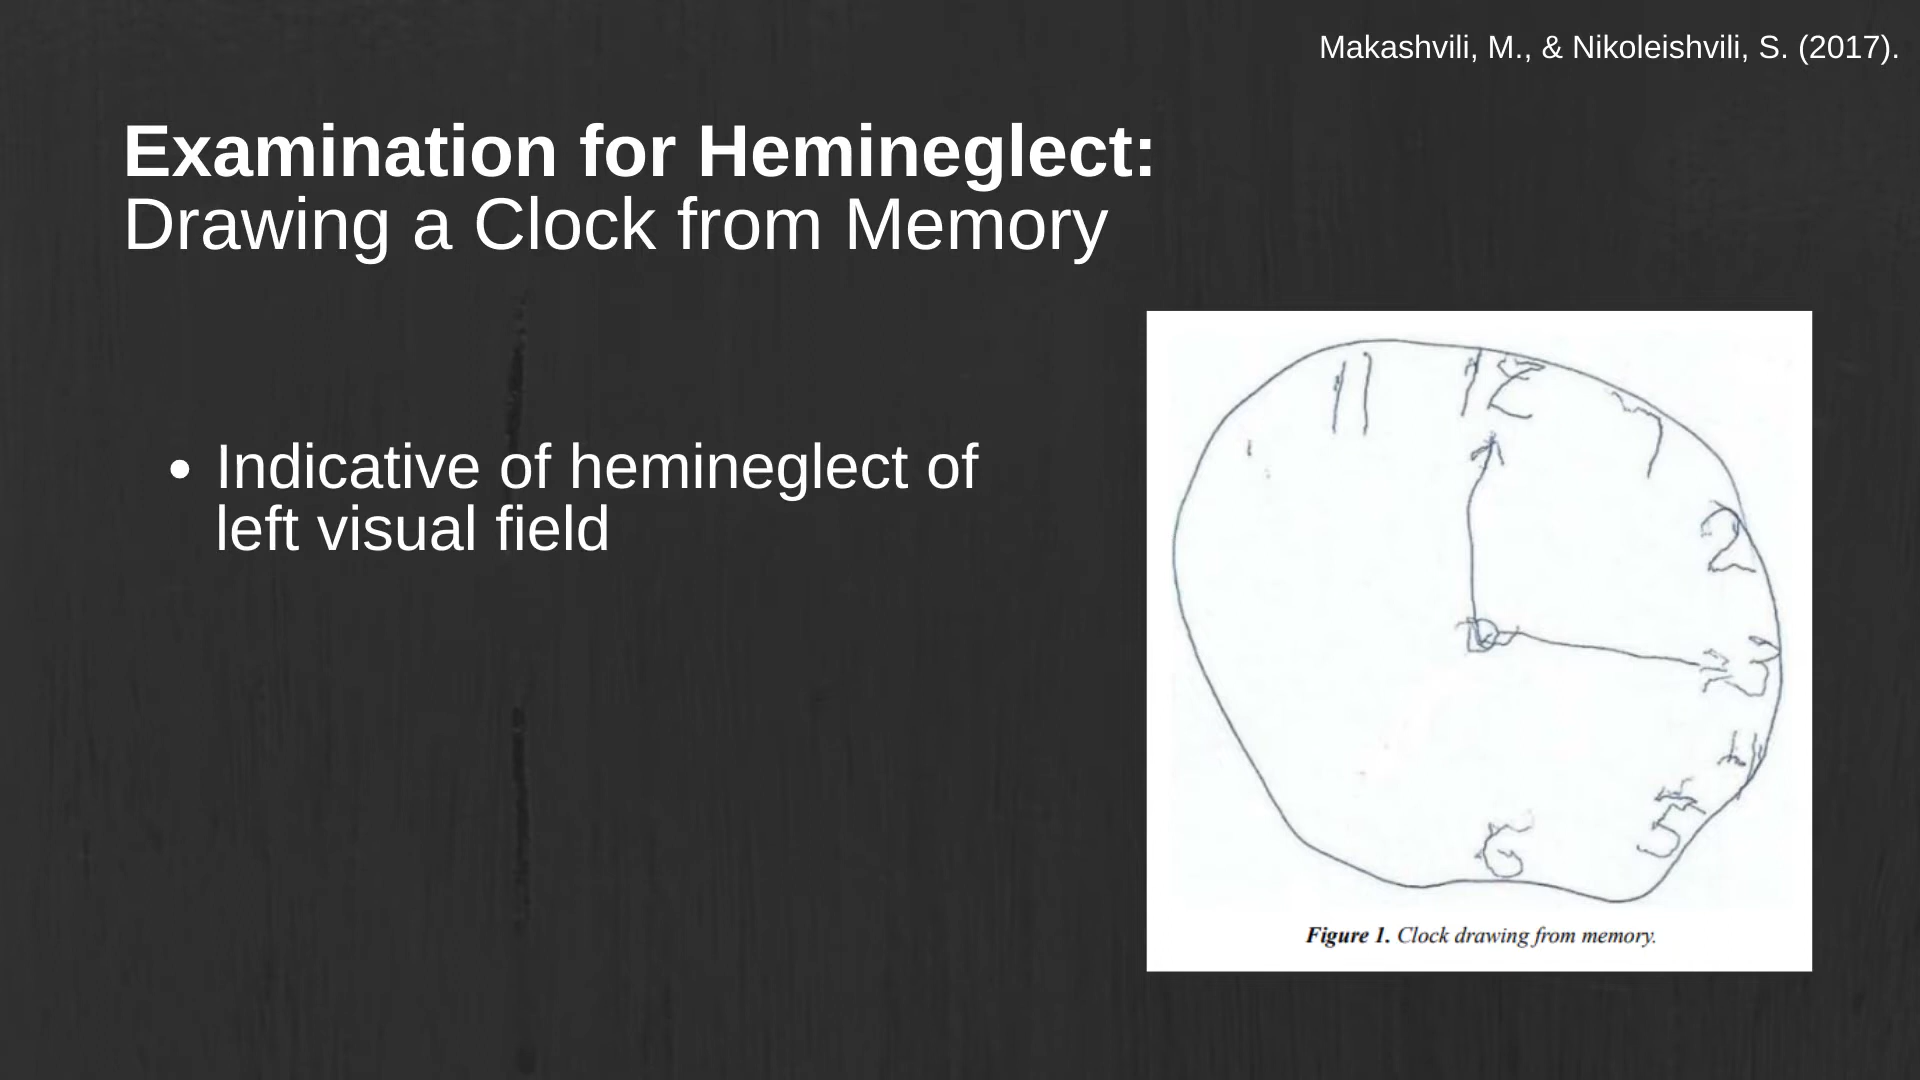 Makashvili, M., & Nikoleishvili, S. (2017).
Examination for Hemineglect:
Drawing a Clock from Memory
• Indicative of hemineglect of
left visual field
11 12 1
2
3
4
5
6
Figure 1. Clock drawing from memory.